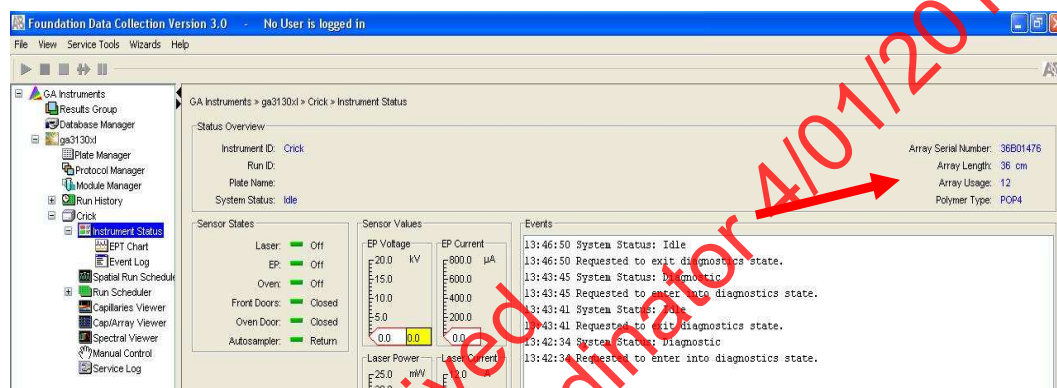 Foundation Data Collection Version 3.0 - No User is logged in
File View Service Tools Wizards Help
GA Instruments
Results Group
Database Manager
ga3130xl
Plate Manager
Protocol Manager
Module Manager
Run History
Crick
Instrument Status
EPT Chart
Event Log
Spatial Run Schedule
Run Scheduler
Capillaries Viewer
Cap/Array Viewer
Spectral Viewer
Manual Control
Service Log
GA Instruments > ga3130xl > Crick > Instrument Status
Status Overview
Instrument ID: Crick
Run ID:
Plate Name:
System Status: Idle
Array Serial Number: 36B01476
Array Length: 36 cm
Array Usage: 12
Polymer Type: POP4
Sensor States
Laser: Off
EP: Off
Oven: Off
Front Doors: Closed
Oven Door: Closed
Autosampler: Return
Sensor Values
EP Voltage
20.0 kV
15.0
10.0
5.0
0.0 0.0
EP Current
800.0 µA
600.0
400.0
200.0
0.0
Laser Power
25.0 mW
Laser Current
12.0 A
Events
13:46:50 System Status: Idle
13:46:50 Requested to exit diagnostics state.
13:43:45 System Status: Diagnostic
13:43:45 Requested to enter into diagnostics state.
13:43:41 System Status: Idle
13:43:41 Requested to exit diagnostics state.
13:42:34 System Status: Diagnostic
13:42:34 Requested to enter into diagnostics state.